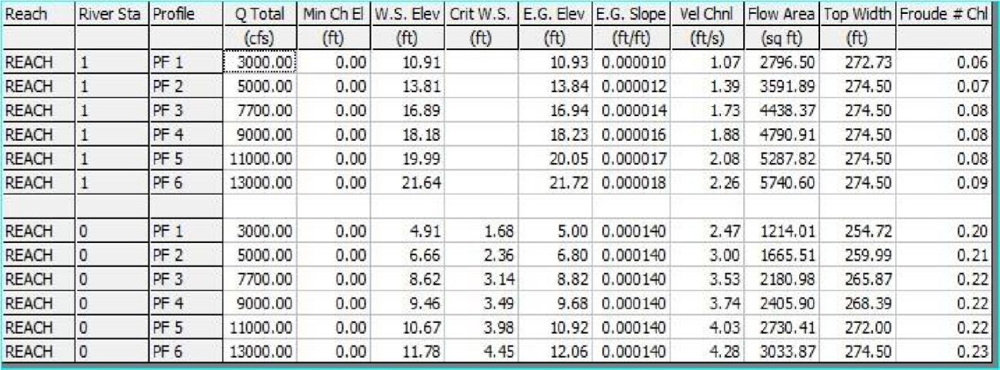 Reach River Sta Profile Q Total Min Ch El W.S. Elev Crit W.S. E.G. Elev E.G. Slope Vel Chnl Flow Area Top Width Froude # Chl
(cfs) (ft) (ft) (ft) (ft) (ft/ft) (ft/s) (sq ft) (ft)
REACH 1 PF 1 3000.00 0.00 10.91 10.93 0.000010 1.07 2796.50 272.73 0.06
REACH 1 PF 2 5000.00 0.00 13.81 13.84 0.000012 1.39 3591.89 274.50 0.07
REACH 1 PF 3 7700.00 0.00 16.89 16.94 0.000014 1.73 4438.37 274.50 0.08
REACH 1 PF 4 9000.00 0.00 18.18 18.23 0.000016 1.88 4790.91 274.50 0.08
REACH 1 PF 5 11000.00 0.00 19.99 20.05 0.000017 2.08 5287.82 274.50 0.08
REACH 1 PF 6 13000.00 0.00 21.64 21.72 0.000018 2.26 5740.60 274.50 0.09
REACH 0 PF 1 3000.00 0.00 4.91 1.68 5.00 0.000140 2.47 1214.01 254.72 0.20
REACH 0 PF 2 5000.00 0.00 6.66 2.36 6.80 0.000140 3.00 1665.51 259.99 0.21
REACH 0 PF 3 7700.00 0.00 8.62 3.14 8.82 0.000140 3.53 2180.98 265.87 0.22
REACH 0 PF 4 9000.00 0.00 9.46 3.49 9.68 0.000140 3.74 2405.90 268.39 0.22
REACH 0 PF 5 11000.00 0.00 10.67 3.98 10.92 0.000140 4.03 2730.41 272.00 0.22
REACH 0 PF 6 13000.00 0.00 11.78 4.45 12.06 0.000140 4.28 3033.87 274.50 0.23